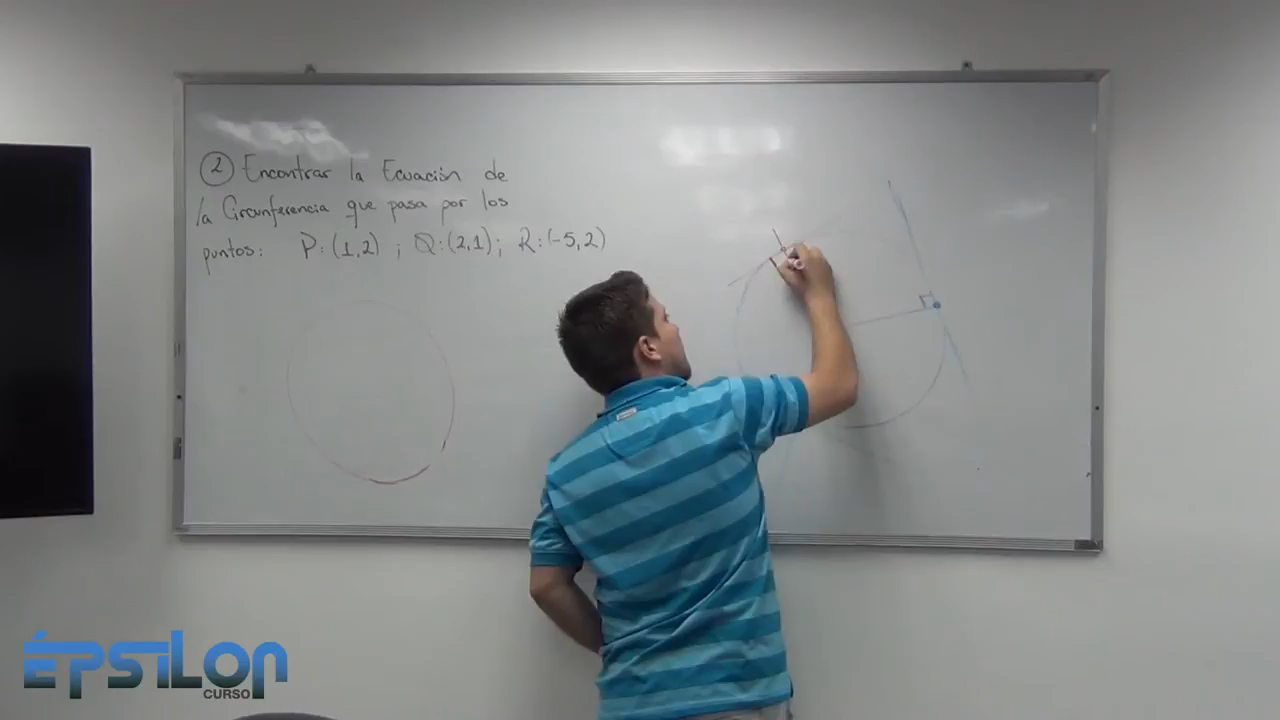 ② Encontrar la Ecuación de
la Circunferencia que pasa por los
puntos: P:(1,2) ; Q:(2,1); R:(-5,2)
ÉPSILON
CURSO